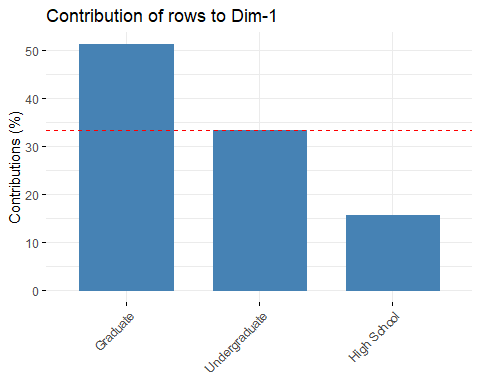 Contribution of rows to Dim-1
Contributions (%)
50
40
30
20
10
0
Graduate
Undergraduate
High School